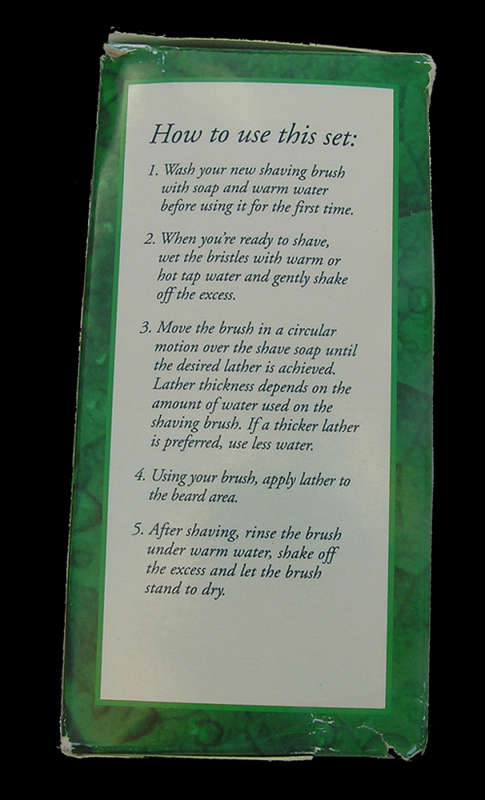 How to use this set:
1. Wash your new shaving brush
with soap and warm water
before using it for the first time.
2. When you're ready to shave,
wet the bristles with warm or
hot tap water and gently shake
off the excess.
3. Move the brush in a circular
motion over the shave soap until
the desired lather is achieved.
Lather thickness depends on the
amount of water used on the
shaving brush. If a thicker lather
is preferred, use less water.
4. Using your brush, apply lather to
the beard area.
5. After shaving, rinse the brush
under warm water, shake off
the excess and let the brush
stand to dry.